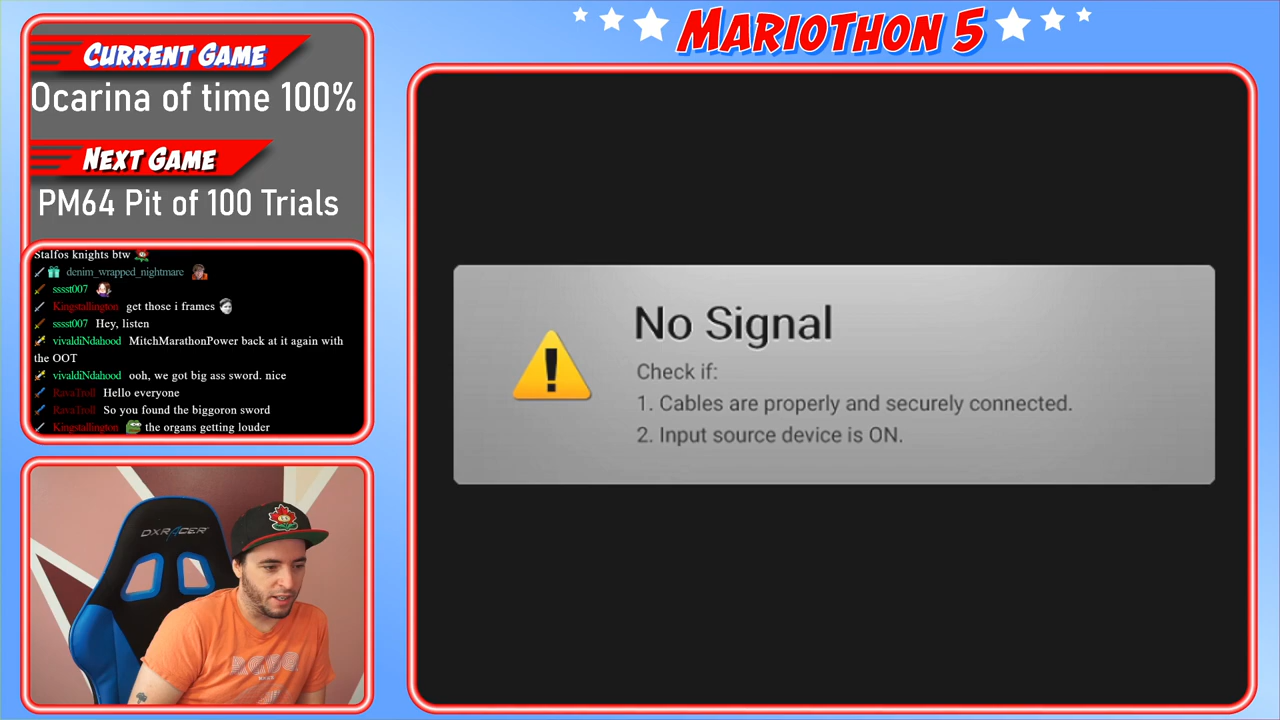 MARIOTHON 5
CURRENT GAME
Ocarina of time 100%
NEXT GAME
PM64 Pit of 100 Trials
Stalfos knights btw
denim_wrapped_nightmare
sssst007
Kingstallington get those i frames
sssst007 Hey, listen
vivaldiNdahood MitchMarathonPower back at it again with
the OOT
vivaldiNdahood ooh, we got big ass sword. nice
RavaTroll Hello everyone
RavaTroll So you found the biggoron sword
Kingstallington the organs getting louder
No Signal
Check if:
1. Cables are properly and securely connected.
2. Input source device is ON.
DXRACER